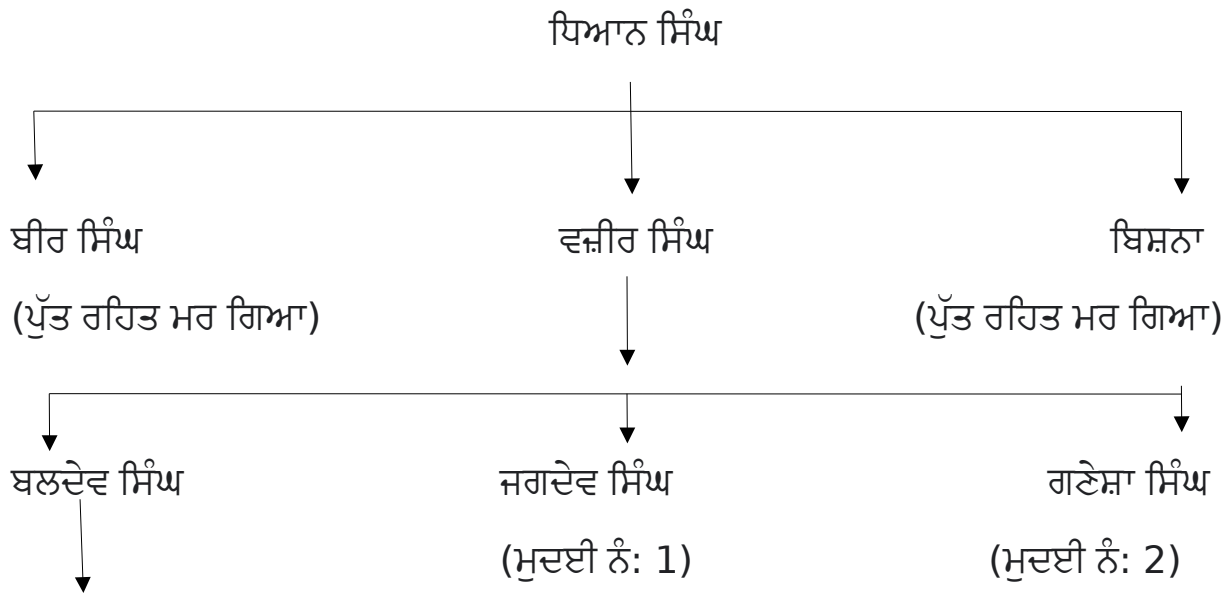 ਧਿਆਨ ਸਿੰਘ
ਬੀਰ ਸਿੰਘ ਵਜ਼ੀਰ ਸਿੰਘ ਬਿਸ਼ਨਾ
(ਪੁੱਤ ਰਹਿਤ ਮਰ ਗਿਆ) (ਪੁੱਤ ਰਹਿਤ ਮਰ ਗਿਆ)
ਬਲਦੇਵ ਸਿੰਘ ਜਗਦੇਵ ਸਿੰਘ ਗਣੇਸ਼ਾ ਸਿੰਘ
(ਮੁਦਈ ਨੰ: 1) (ਮੁਦਈ ਨੰ: 2)